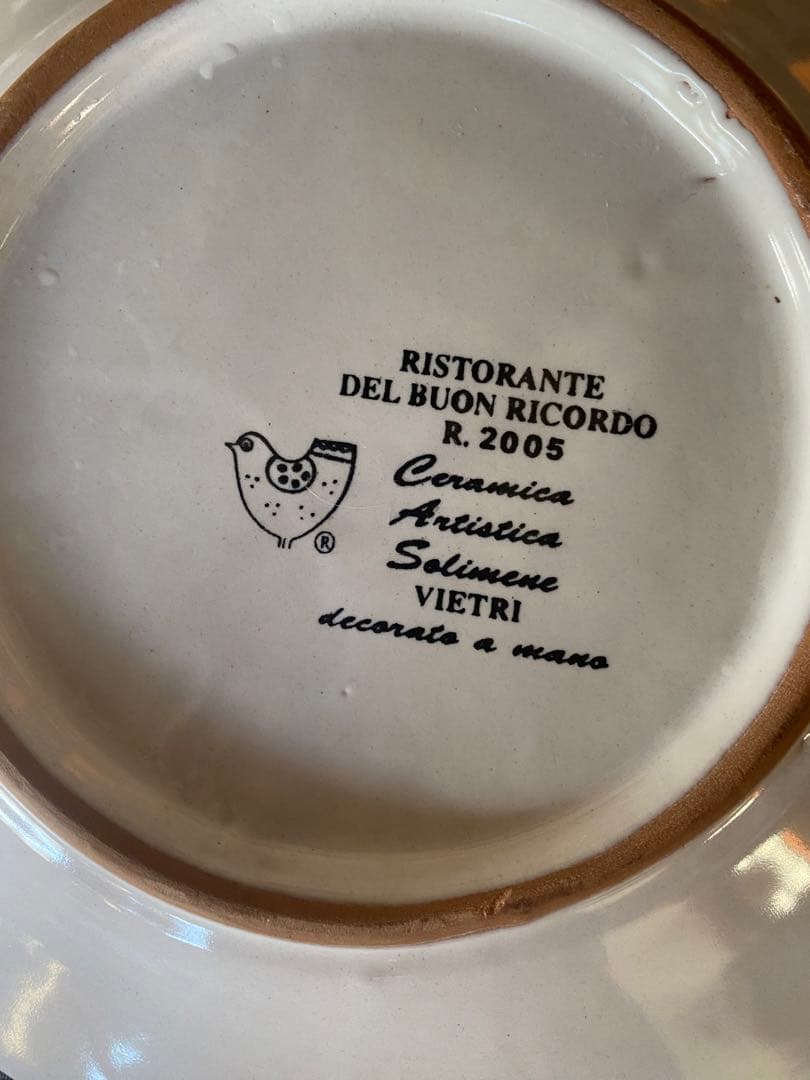 RISTORANTE
DEL BUON RICORDO
R. 2005
Ceramica
Artistica
Solimene
VIETRI
decorato a mano
®